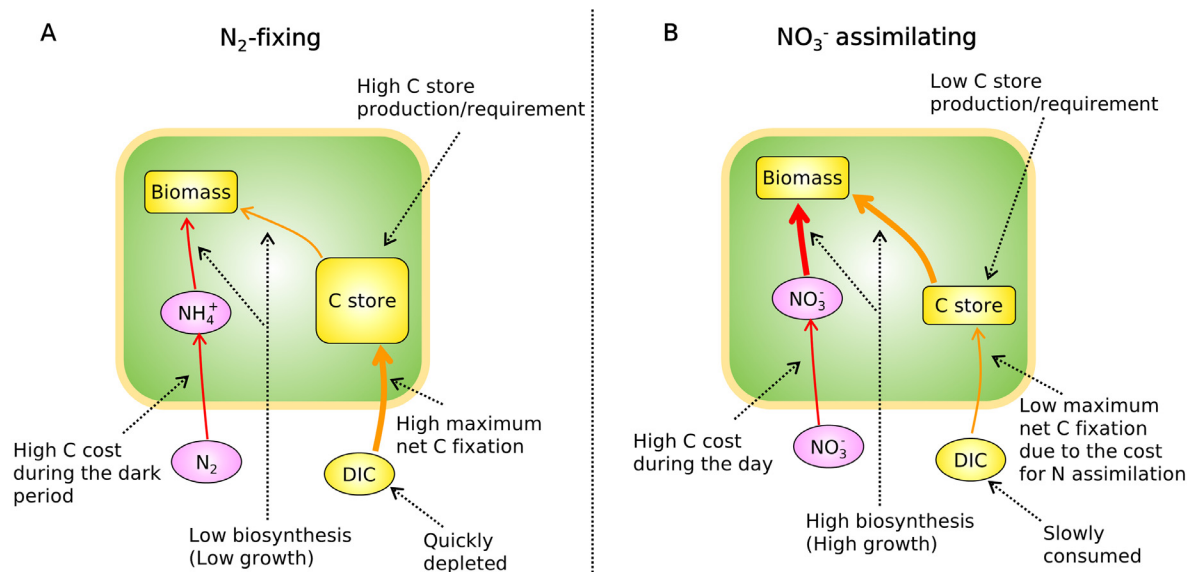 A
N₂-fixing
High C store
production/requirement
Biomass
C store
NH₄⁺
High C cost
during the dark
period
N₂
High maximum
net C fixation
DIC
Low biosynthesis
(Low growth)
Quickly
depleted
B
NO₃⁻ assimilating
Low C store
production/requirement
Biomass
NO₃⁻
C store
High C cost
during the day
NO₃⁻
Low maximum
net C fixation
due to the cost
for N assimilation
DIC
High biosynthesis
(High growth)
Slowly
consumed